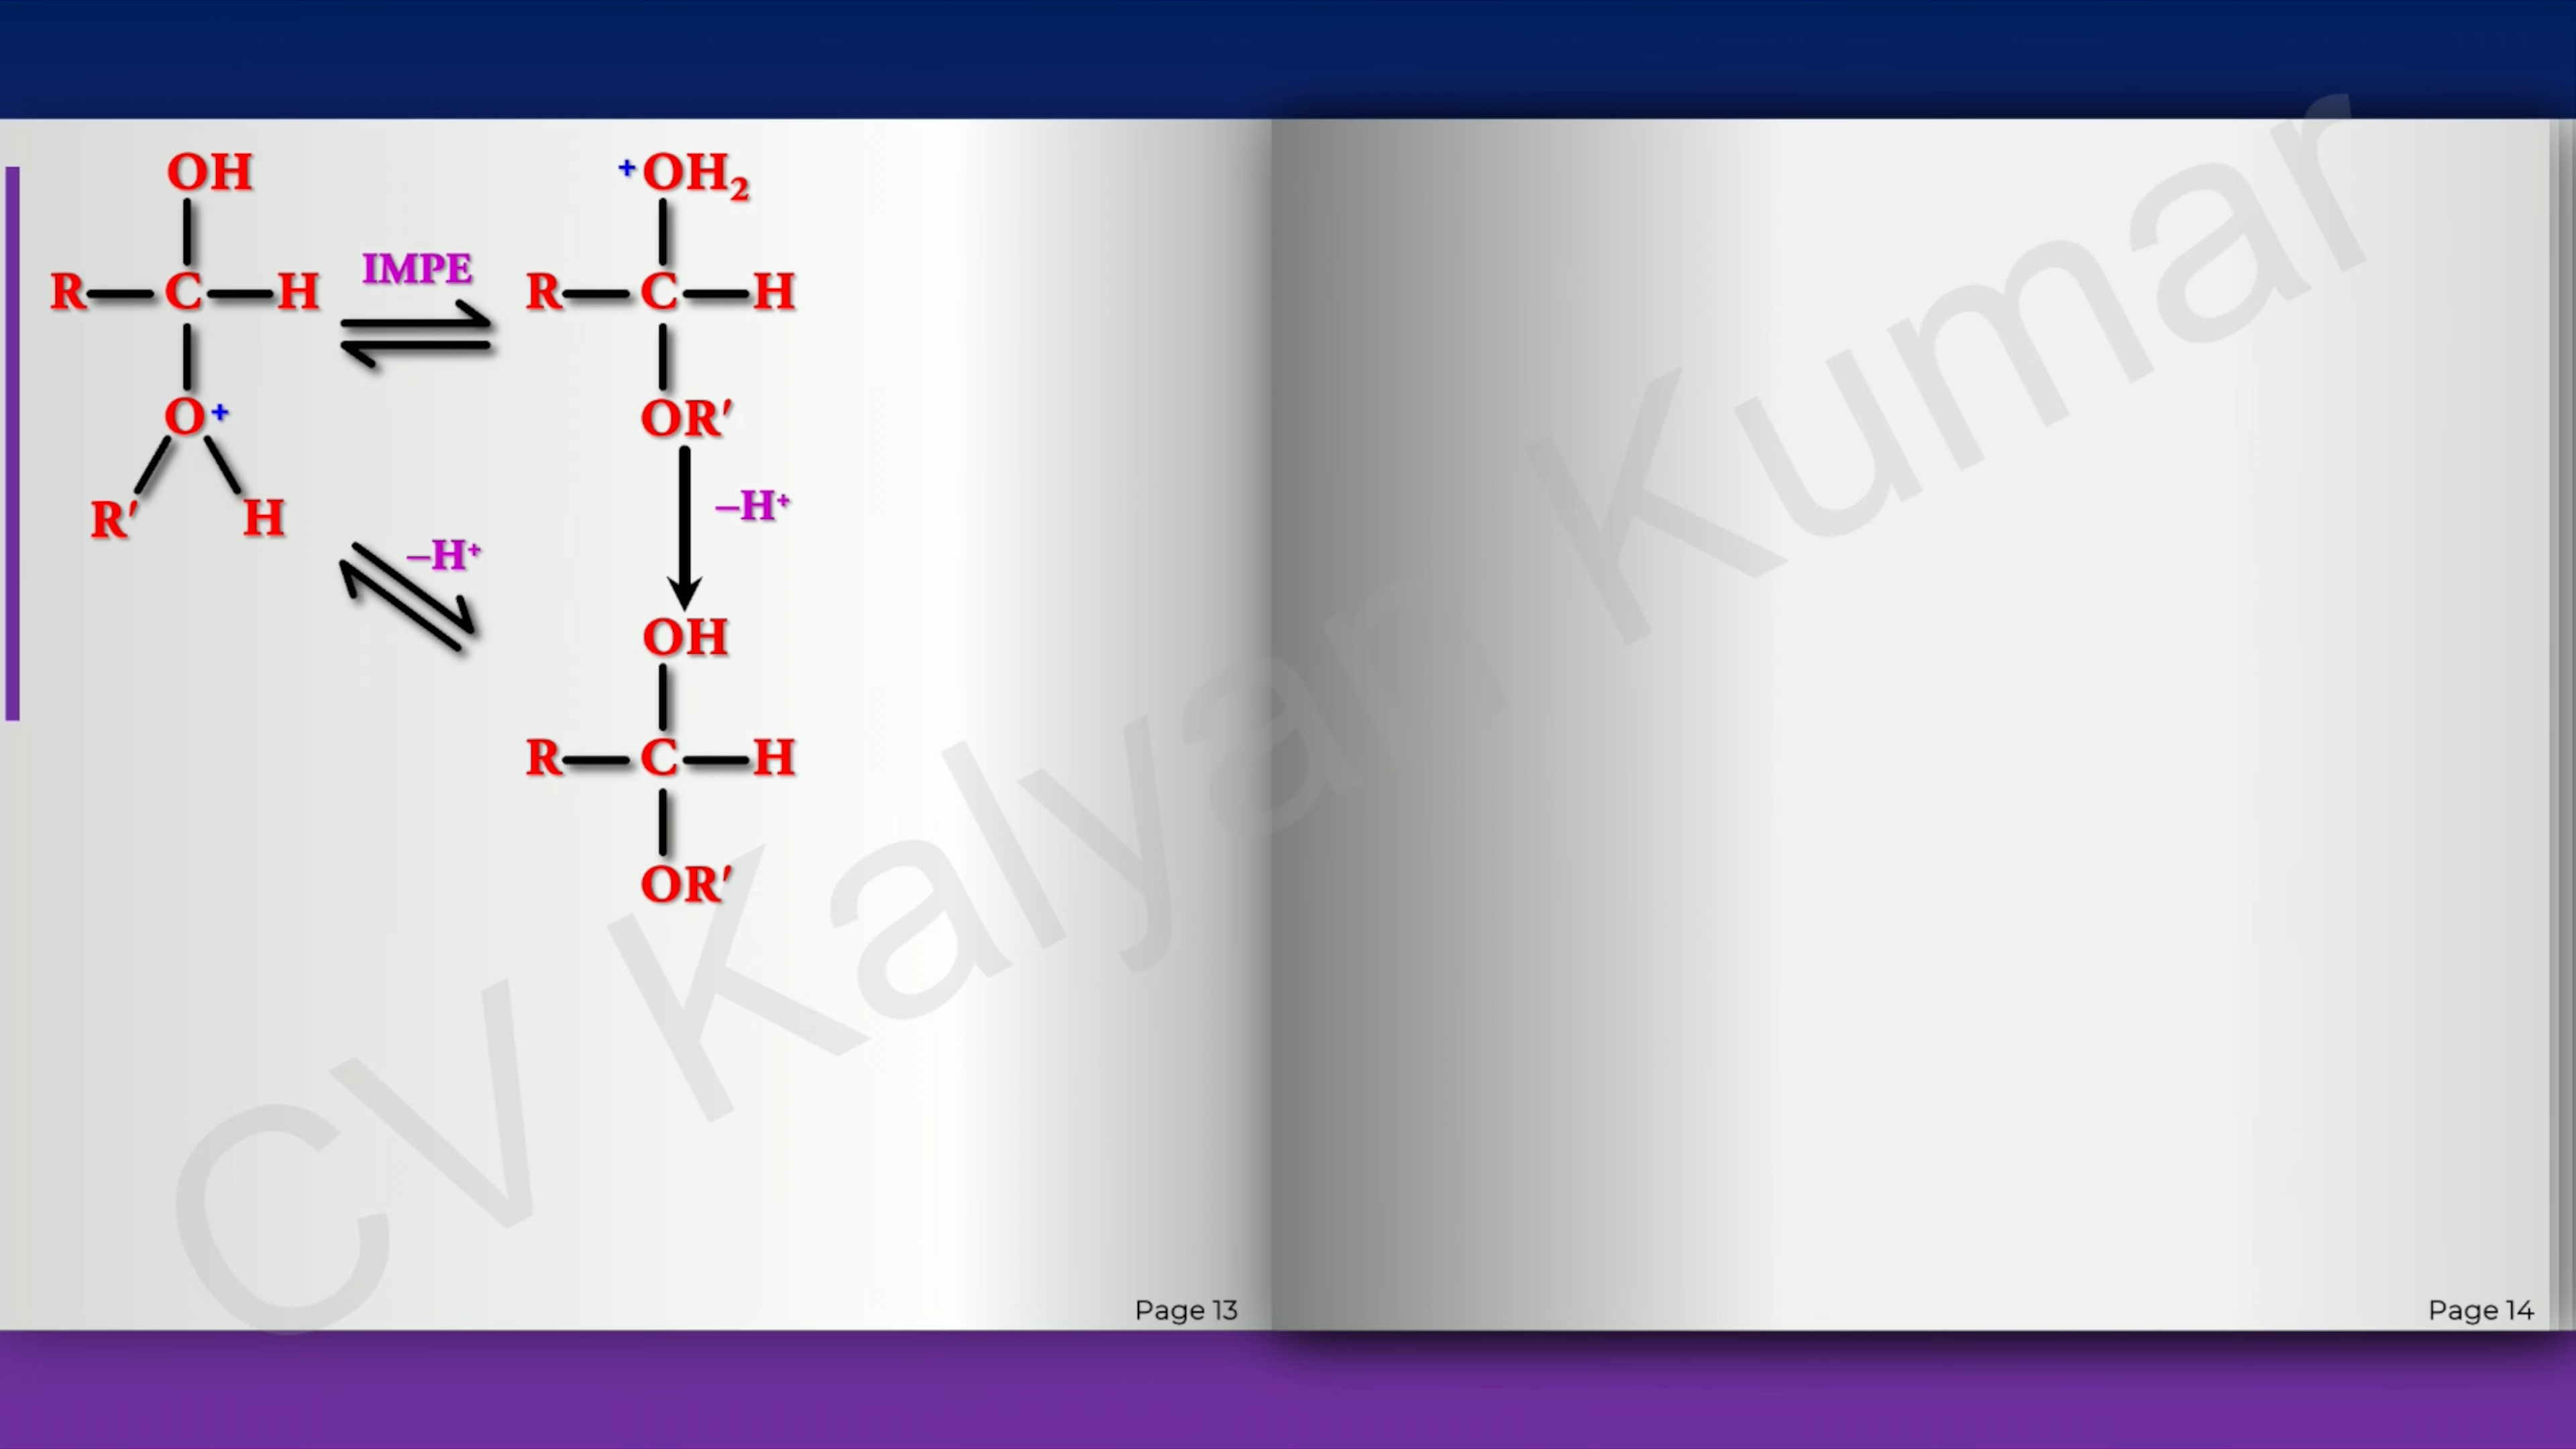 OH +OH₂
R—C—H IMPE R—C—H
O+ OR′
R′ H
–H+ –H+
OH
R—C—H
OR′
CV Kalyan Kumar
Page 13 Page 14